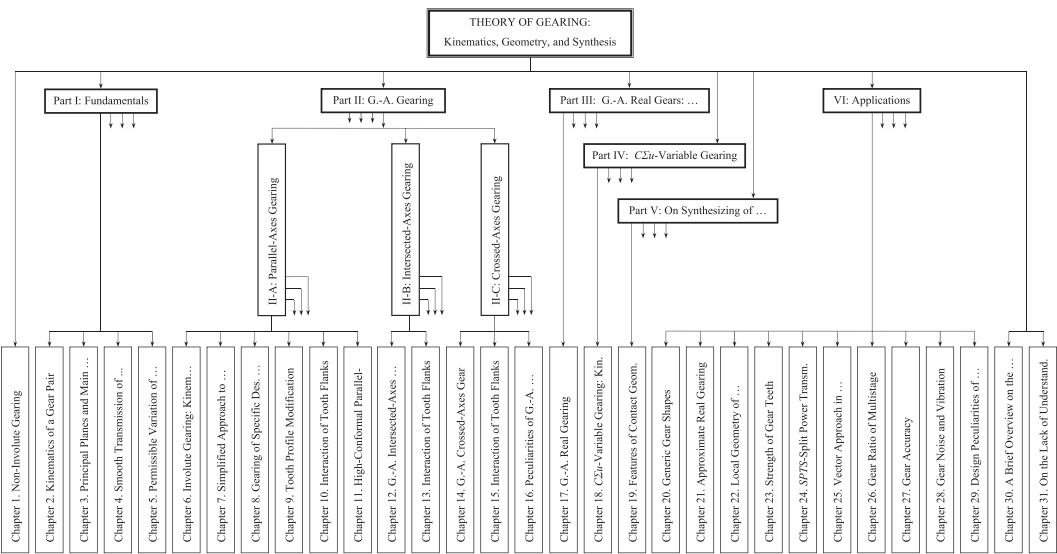 THEORY OF GEARING:
Kinematics, Geometry, and Synthesis
Part I: Fundamentals
Part II: G.-A. Gearing
Part III: G.-A. Real Gears: …
VI: Applications
Part IV: CΣu-Variable Gearing
Part V: On Synthesizing of …
II-A: Parallel-Axes Gearing
II-B: Intersected-Axes Gearing
II-C: Crossed-Axes Gearing
Chapter 1. Non-Involute Gearing
Chapter 2. Kinematics of a Gear Pair
Chapter 3. Principal Planes and Main …
Chapter 4. Smooth Transmission of ...
Chapter 5. Permissible Variation of …
Chapter 6. Involute Gearing: Kinem…
Chapter 7. Simplified Approach to …
Chapter 8. Gearing of Specific Des. …
Chapter 9. Tooth Profile Modification
Chapter 10. Interaction of Tooth Flanks
Chapter 11. High-Conformal Parallel-
Chapter 12. G.-A. Intersected-Axes …
Chapter 13. Interaction of Tooth Flanks
Chapter 14. G.-A. Crossed-Axes Gear
Chapter 15. Interaction of Tooth Flanks
Chapter 16. Peculiarities of G.-A. …
Chapter 17. G.-A. Real Gearing
Chapter 18. CΣu-Variable Gearing: Kin.
Chapter 19. Features of Contact Geom.
Chapter 20. Generic Gear Shapes
Chapter 21. Approximate Real Gearing
Chapter 22. Local Geometry of …
Chapter 23. Strength of Gear Teeth
Chapter 24. SPTS-Split Power Transm.
Chapter 25. Vector Approach in …
Chapter 26. Gear Ratio of Multistage
Chapter 27. Gear Accuracy
Chapter 28. Gear Noise and Vibration
Chapter 29. Design Peculiarities of …
Chapter 30. A Brief Overview on the …
Chapter 31. On the Lack of Understand.